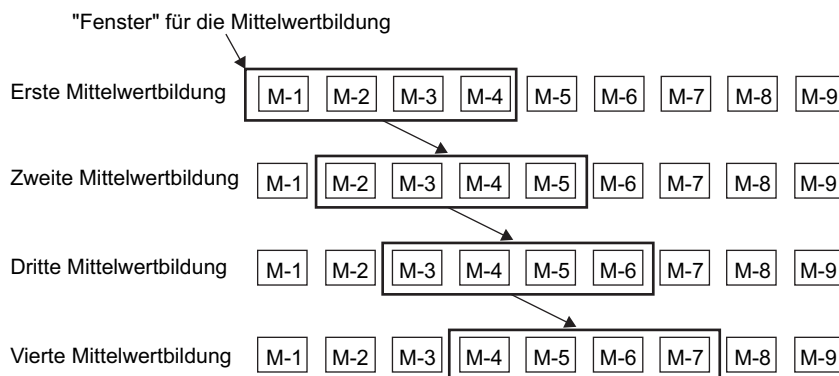 "Fenster" für die Mittelwertbildung
Erste Mittelwertbildung M-1 M-2 M-3 M-4 M-5 M-6 M-7 M-8 M-9
Zweite Mittelwertbildung M-1 M-2 M-3 M-4 M-5 M-6 M-7 M-8 M-9
Dritte Mittelwertbildung M-1 M-2 M-3 M-4 M-5 M-6 M-7 M-8 M-9
Vierte Mittelwertbildung M-1 M-2 M-3 M-4 M-5 M-6 M-7 M-8 M-9